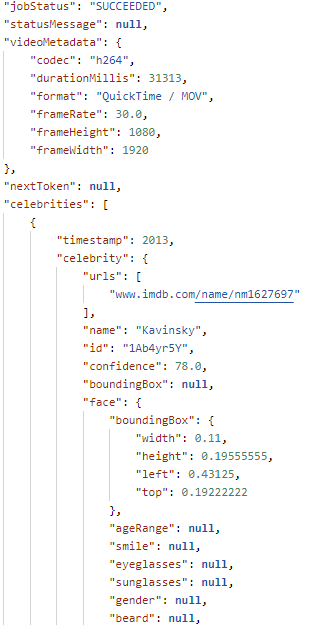 "jobStatus": "SUCCEEDED",
"statusMessage": null,
"videoMetadata": {
"codec": "h264",
"durationMillis": 31313,
"format": "QuickTime / MOV",
"frameRate": 30.0,
"frameHeight": 1080,
"frameWidth": 1920
},
"nextToken": null,
"celebrities": [
{
"timestamp": 2013,
"celebrity": {
"urls": [
"www.imdb.com/name/nm1627697"
],
"name": "Kavinsky",
"id": "1Ab4yr5Y",
"confidence": 78.0,
"boundingBox": null,
"face": {
"boundingBox": {
"width": 0.11,
"height": 0.19555555,
"left": 0.43125,
"top": 0.19222222
},
"ageRange": null,
"smile": null,
"eyeglasses": null,
"sunglasses": null,
"gender": null,
"beard": null,